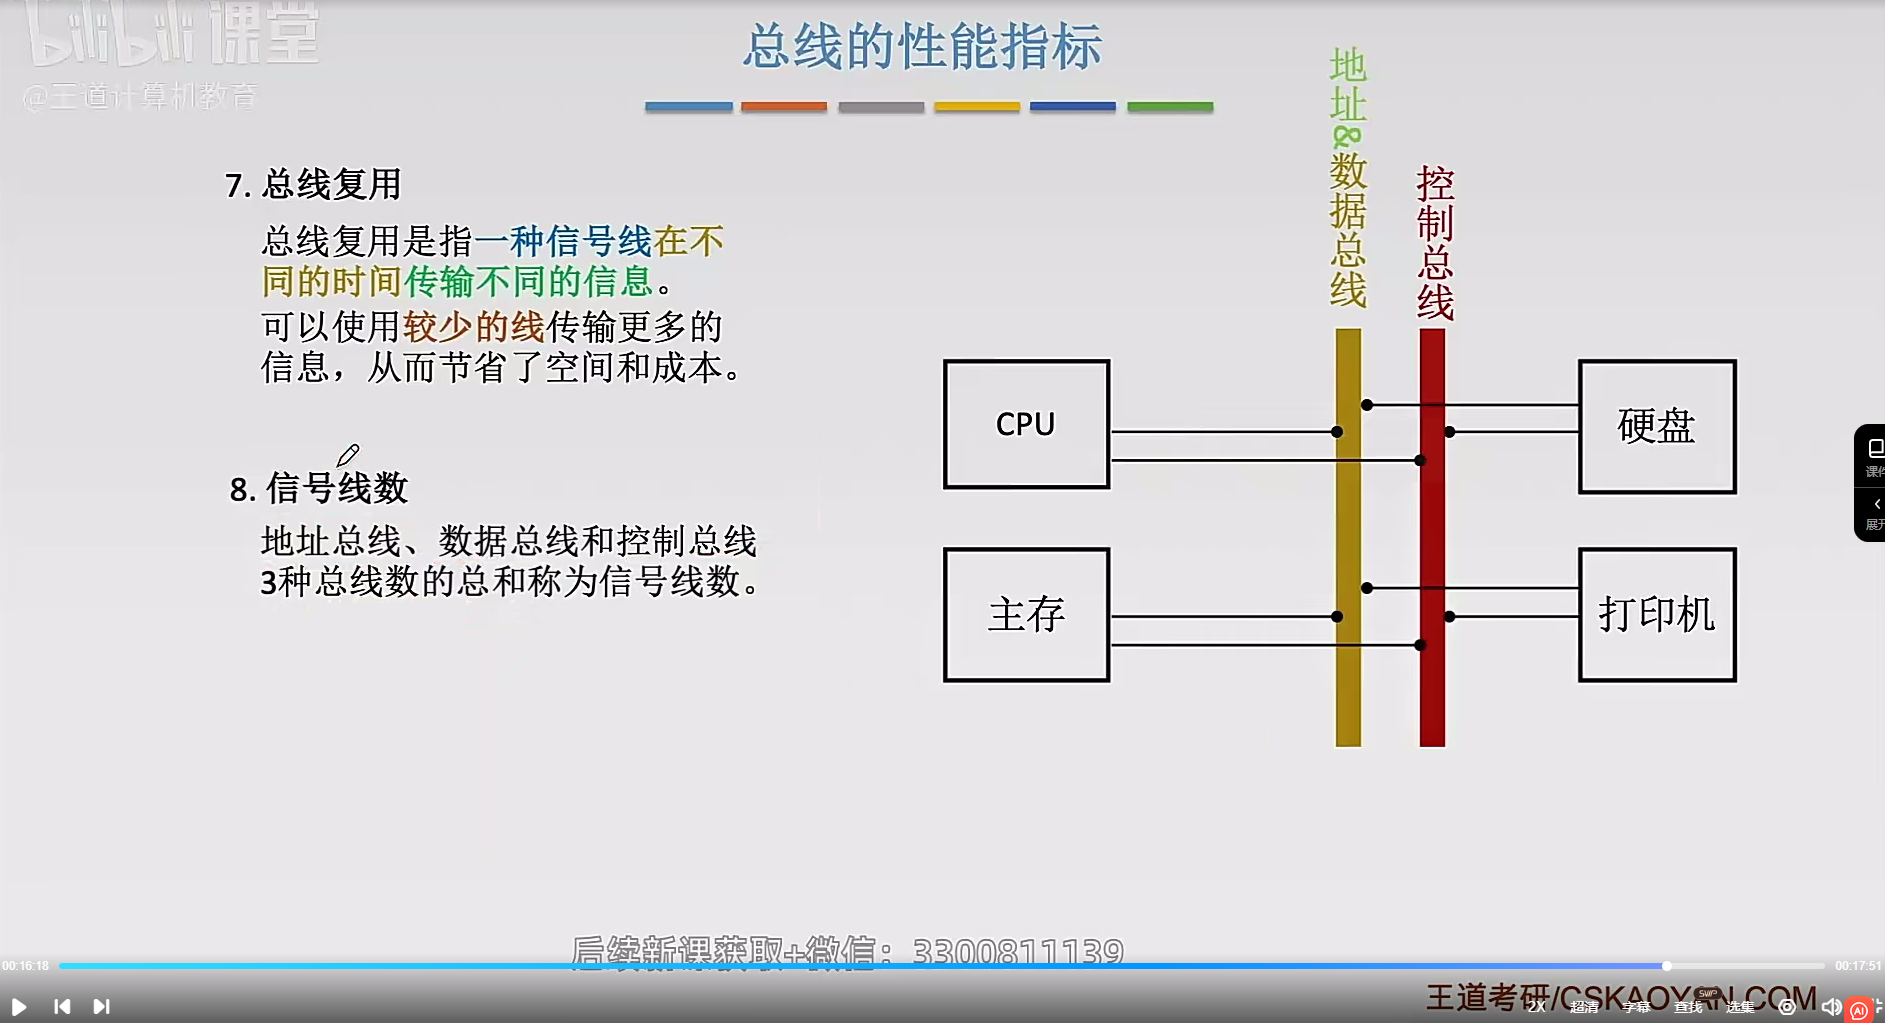 bilibili 课堂
@王道计算机教育
总线的性能指标
7. 总线复用
总线复用是指一种信号线在不
同的时间传输不同的信息。
可以使用较少的线传输更多的
信息，从而节省了空间和成本。
8. 信号线数
地址总线、数据总线和控制总线
3种总线数的总和称为信号线数。
地址&数据总线
控制总线
CPU
硬盘
主存
打印机
课件
展开
后续新课获取+微信：3300811139
00:16:18
00:17:51
王道考研/CSKAOYAN.COM
2X
超清
字幕
查找
SWP
选集
AI